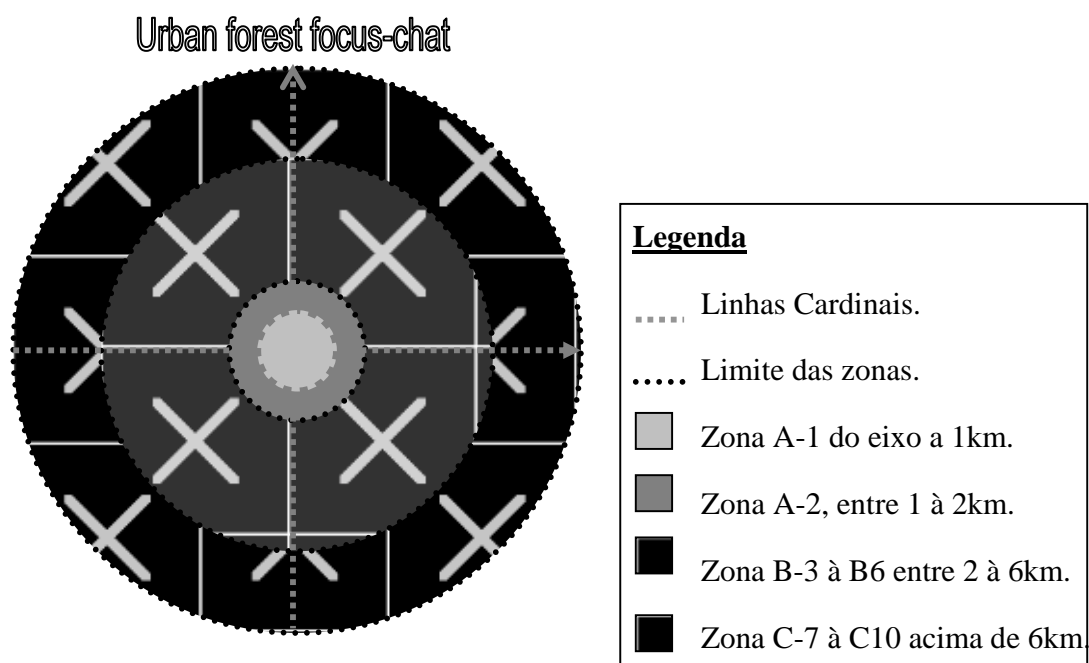 Urban forest focus-chat
Legenda
Linhas Cardinais.
Limite das zonas.
Zona A-1 do eixo a 1km.
Zona A-2, entre 1 à 2km.
Zona B-3 à B6 entre 2 à 6km.
Zona C-7 à C10 acima de 6km.